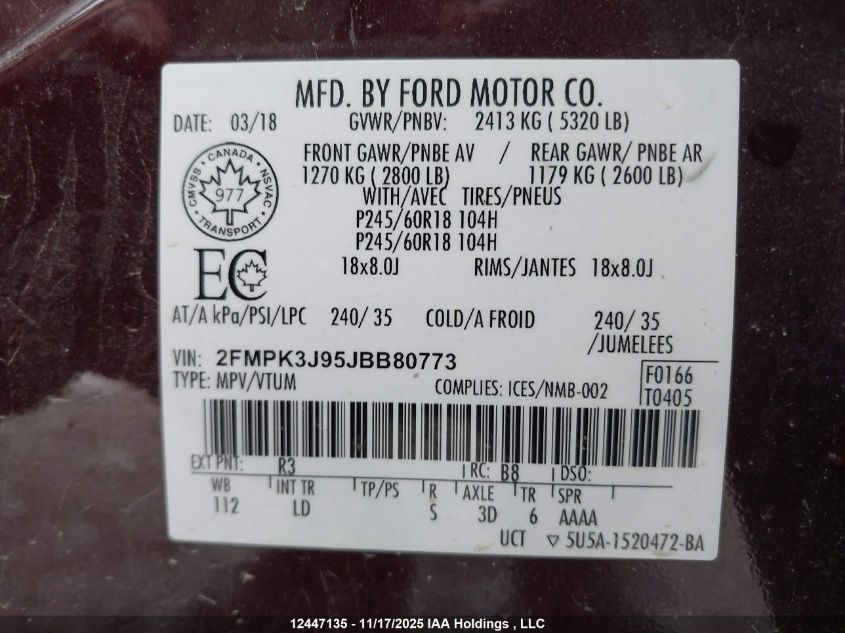 MFD. BY FORD MOTOR CO.
DATE: 03/18 GVWR/PNBV: 2413 KG ( 5320 LB)
FRONT GAWR/PNBE AV / REAR GAWR/ PNBE AR
1270 KG ( 2800 LB) 1179 KG ( 2600 LB)
WITH/AVEC TIRES/PNEUS
P245/60R18 104H
P245/60R18 104H
18x8.0J RIMS/JANTES 18x8.0J
CANADA
CMVSS NSVAC
977
TRANSPORT
EC
AT/A kPa/PSI/LPC 240/ 35 COLD/A FROID 240/ 35
/JUMELEES
VIN: 2FMPK3J95JBB80773
TYPE: MPV/VTUM COMPLIES: ICES/NMB-002
F0166
T0405
EXT PNT: R3 RC: B8 DSO:
WB INT TR TP/PS R AXLE TR SPR
112 LD S 3D 6 AAAA
UCT ▽ 5U5A-1520472-BA
12447135 - 11/17/2025 IAA Holdings , LLC